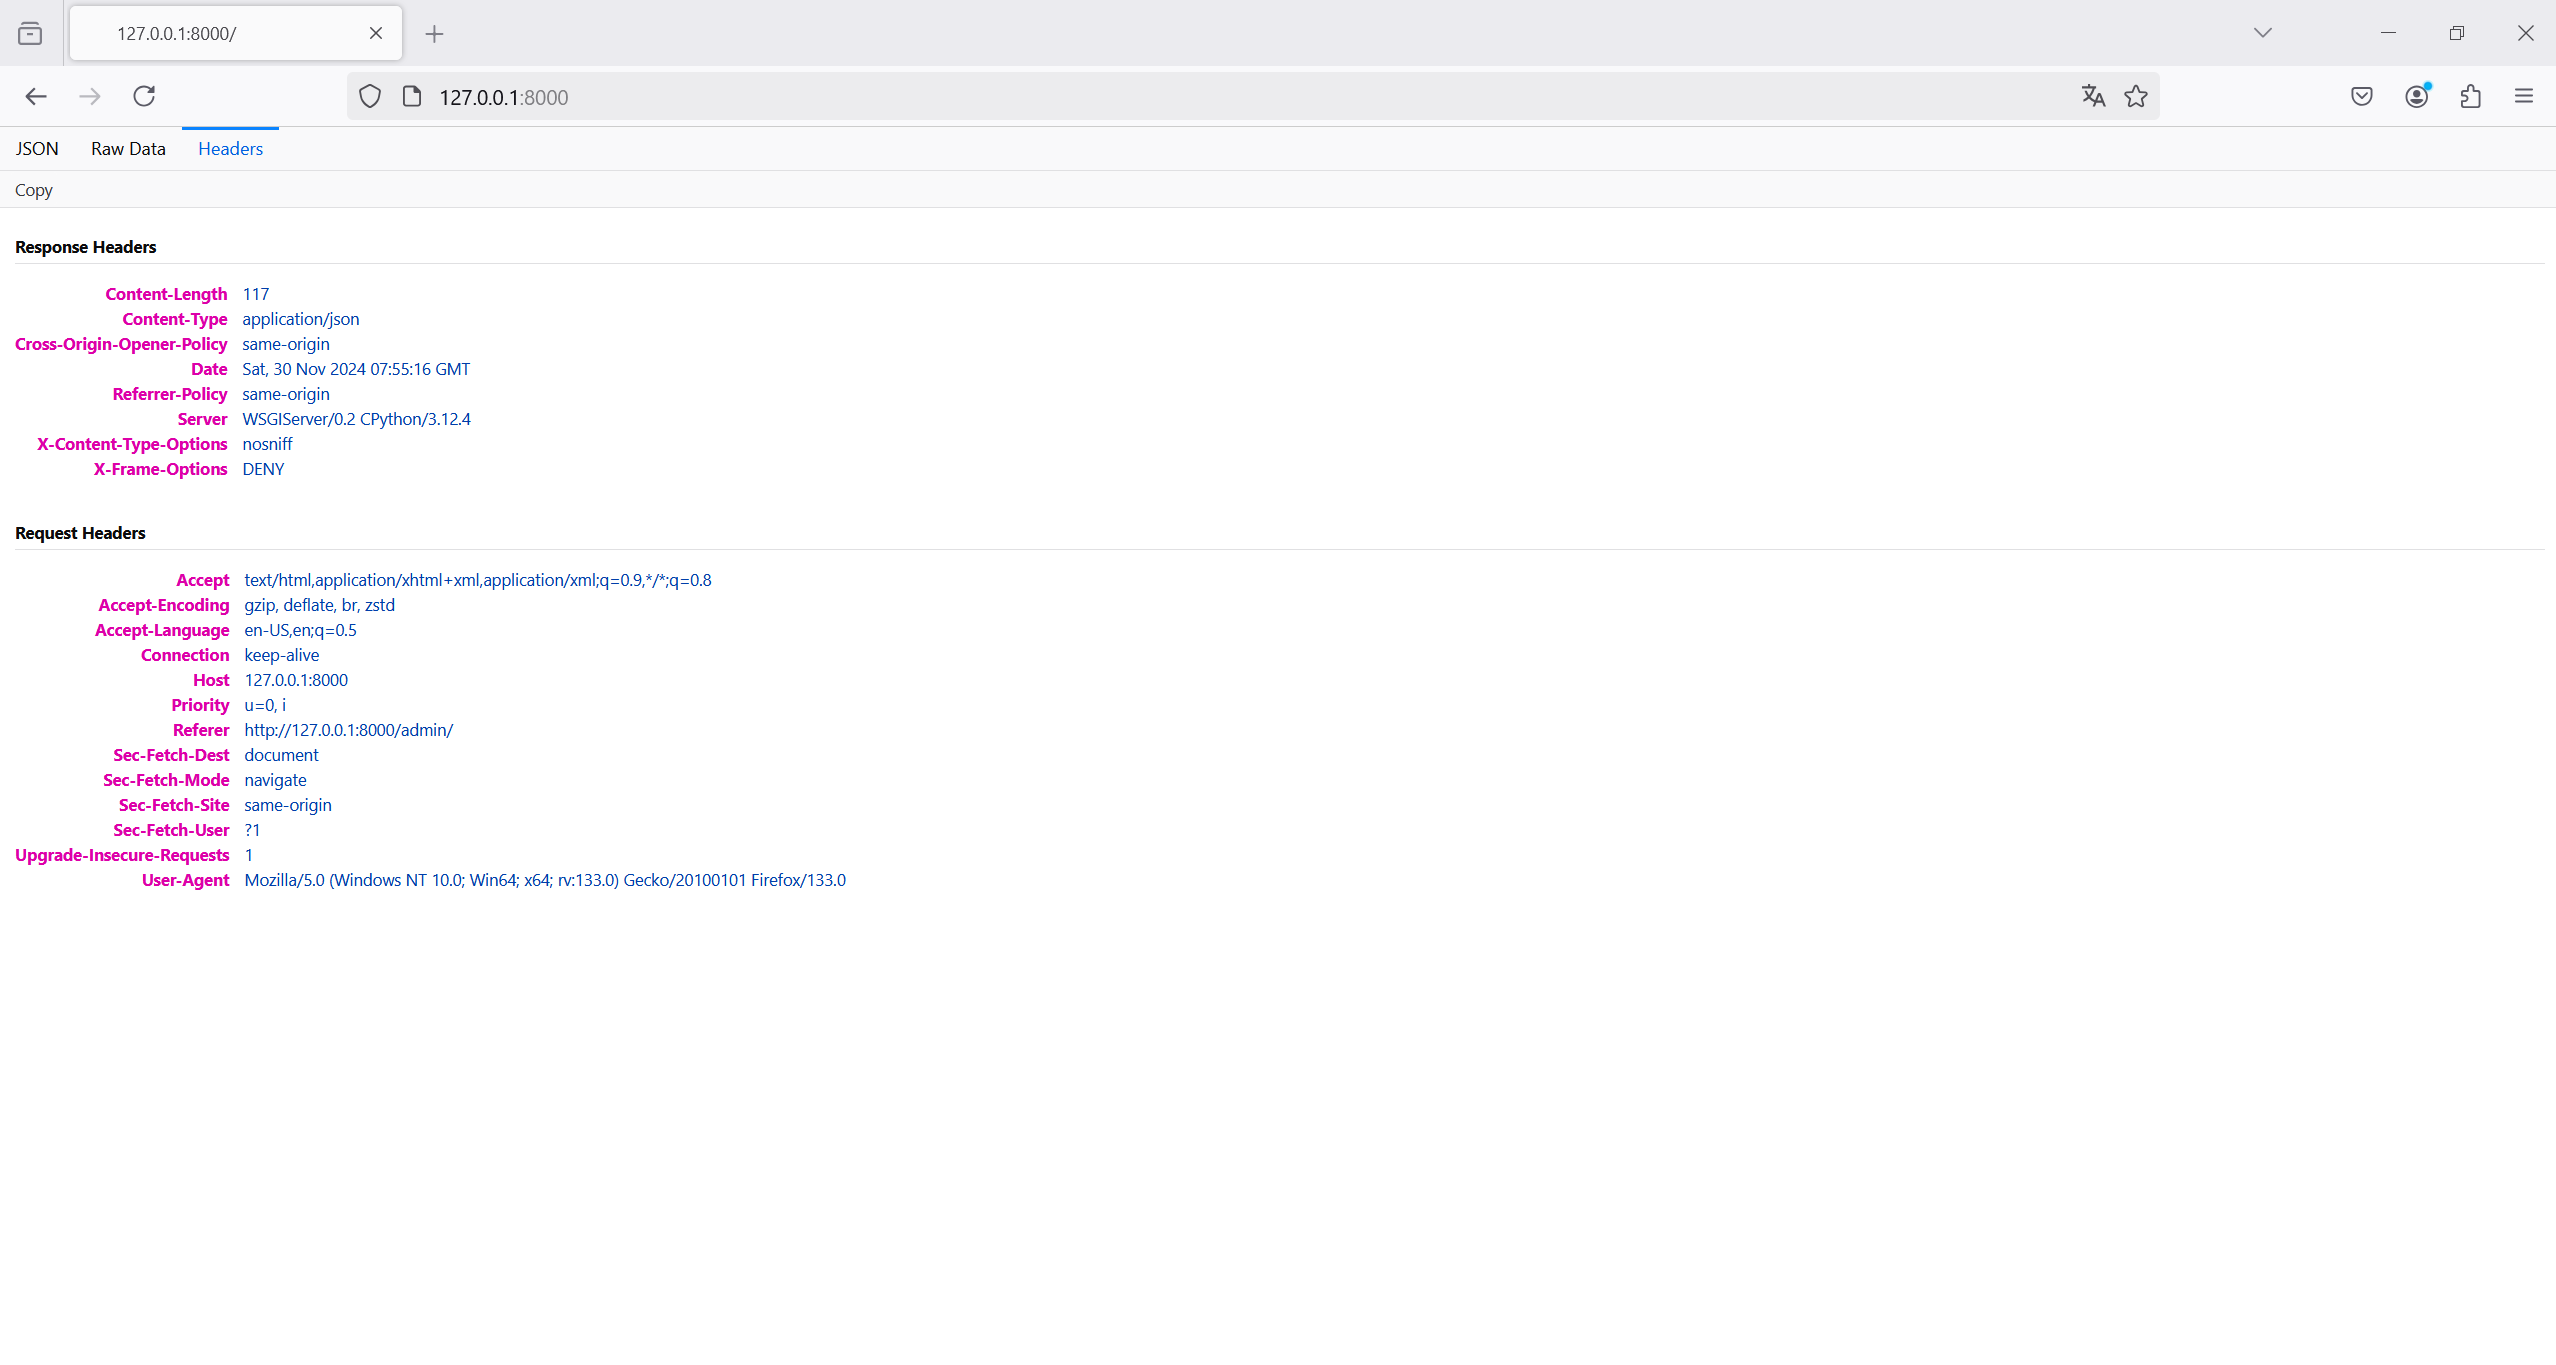 127.0.0.1:8000/
127.0.0.1:8000
JSON Raw Data Headers
Copy
Response Headers
Content-Length 117
Content-Type application/json
Cross-Origin-Opener-Policy same-origin
Date Sat, 30 Nov 2024 07:55:16 GMT
Referrer-Policy same-origin
Server WSGIServer/0.2 CPython/3.12.4
X-Content-Type-Options nosniff
X-Frame-Options DENY
Request Headers
Accept text/html,application/xhtml+xml,application/xml;q=0.9,*/*;q=0.8
Accept-Encoding gzip, deflate, br, zstd
Accept-Language en-US,en;q=0.5
Connection keep-alive
Host 127.0.0.1:8000
Priority u=0, i
Referer http://127.0.0.1:8000/admin/
Sec-Fetch-Dest document
Sec-Fetch-Mode navigate
Sec-Fetch-Site same-origin
Sec-Fetch-User ?1
Upgrade-Insecure-Requests 1
User-Agent Mozilla/5.0 (Windows NT 10.0; Win64; x64; rv:133.0) Gecko/20100101 Firefox/133.0